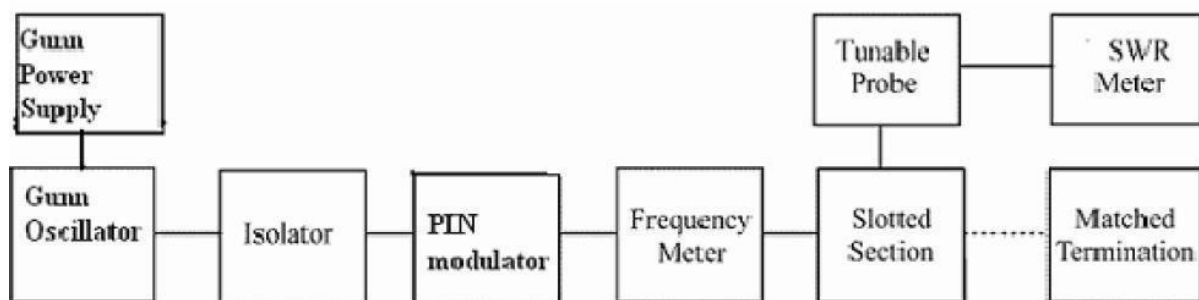 Gunn
Power
Supply
Tunable
Probe
SWR
Meter
Gunn
Oscillator
Isolator
PIN
modulator
Frequency
Meter
Slotted
Section
Matched
Termination